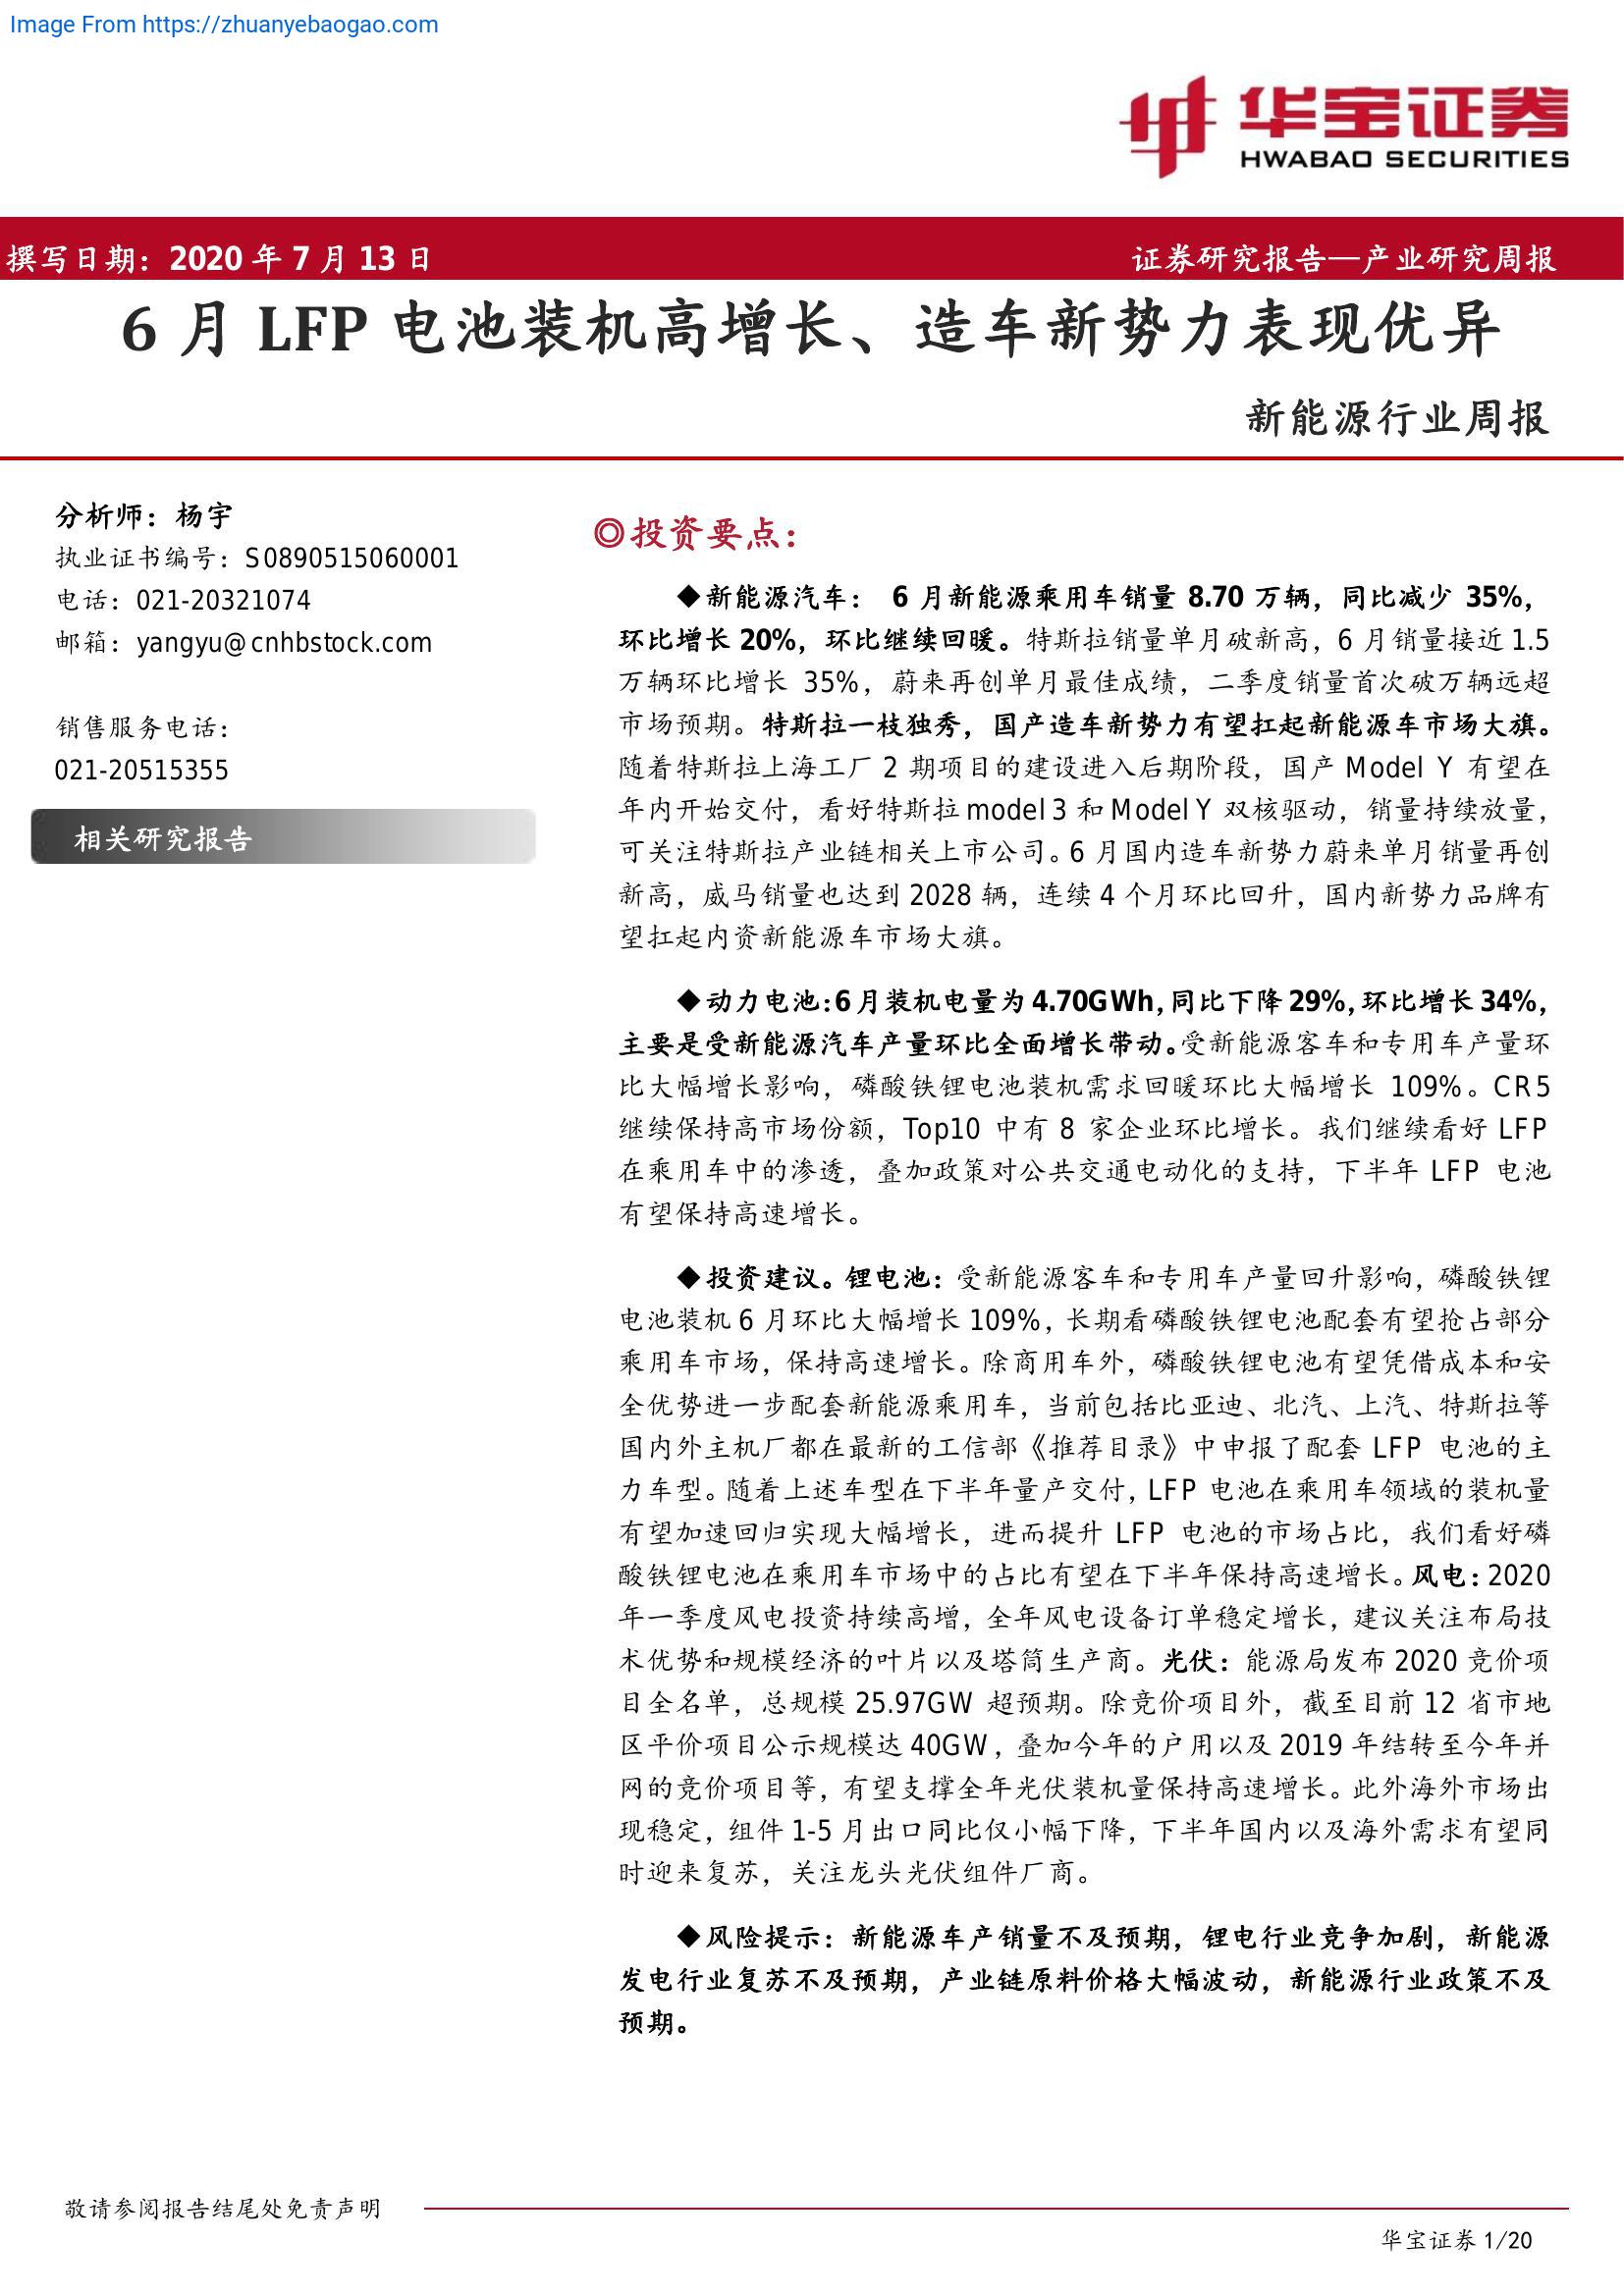 Image From https://zhuanyebaogao.com
华宝证券
HWABAO SECURITIES
撰写日期：2020 年 7 月 13 日
证券研究报告—产业研究周报
6 月 LFP 电池装机高增长、造车新势力表现优异
新能源行业周报
分析师：杨宇
执业证书编号：S0890515060001
电话：021-20321074
邮箱：yangyu@cnhbstock.com
销售服务电话：
021-20515355
相关研究报告
◎投资要点：
◆新能源汽车： 6 月新能源乘用车销量 8.70 万辆，同比减少 35%，
环比增长 20%，环比继续回暖。特斯拉销量单月破新高，6 月销量接近 1.5
万辆环比增长 35%，蔚来再创单月最佳成绩，二季度销量首次破万辆远超
市场预期。特斯拉一枝独秀，国产造车新势力有望扛起新能源车市场大旗。
随着特斯拉上海工厂 2 期项目的建设进入后期阶段，国产 Model Y 有望在
年内开始交付，看好特斯拉 model 3 和 Model Y 双核驱动，销量持续放量，
可关注特斯拉产业链相关上市公司。6 月国内造车新势力蔚来单月销量再创
新高，威马销量也达到 2028 辆，连续 4 个月环比回升，国内新势力品牌有
望扛起内资新能源车市场大旗。
◆动力电池：6 月装机电量为 4.70GWh，同比下降 29%，环比增长 34%，
主要是受新能源汽车产量环比全面增长带动。受新能源客车和专用车产量环
比大幅增长影响，磷酸铁锂电池装机需求回暖环比大幅增长 109%。CR5
继续保持高市场份额，Top10 中有 8 家企业环比增长。我们继续看好 LFP
在乘用车中的渗透，叠加政策对公共交通电动化的支持，下半年 LFP 电池
有望保持高速增长。
◆投资建议。锂电池：受新能源客车和专用车产量回升影响，磷酸铁锂
电池装机 6 月环比大幅增长 109%，长期看磷酸铁锂电池配套有望抢占部分
乘用车市场，保持高速增长。除商用车外，磷酸铁锂电池有望凭借成本和安
全优势进一步配套新能源乘用车，当前包括比亚迪、北汽、上汽、特斯拉等
国内外主机厂都在最新的工信部《推荐目录》中申报了配套 LFP 电池的主
力车型。随着上述车型在下半年量产交付，LFP 电池在乘用车领域的装机量
有望加速回归实现大幅增长，进而提升 LFP 电池的市场占比，我们看好磷
酸铁锂电池在乘用车市场中的占比有望在下半年保持高速增长。风电：2020
年一季度风电投资持续高增，全年风电设备订单稳定增长，建议关注布局技
术优势和规模经济的叶片以及塔筒生产商。光伏：能源局发布 2020 竞价项
目全名单，总规模 25.97GW 超预期。除竞价项目外，截至目前 12 省市地
区平价项目公示规模达 40GW，叠加今年的户用以及 2019 年结转至今年并
网的竞价项目等，有望支撑全年光伏装机量保持高速增长。此外海外市场出
现稳定，组件 1-5 月出口同比仅小幅下降，下半年国内以及海外需求有望同
时迎来复苏，关注龙头光伏组件厂商。
◆风险提示：新能源车产销量不及预期，锂电行业竞争加剧，新能源
发电行业复苏不及预期，产业链原料价格大幅波动，新能源行业政策不及
预期。
敬请参阅报告结尾处免责声明
华宝证券 1/20